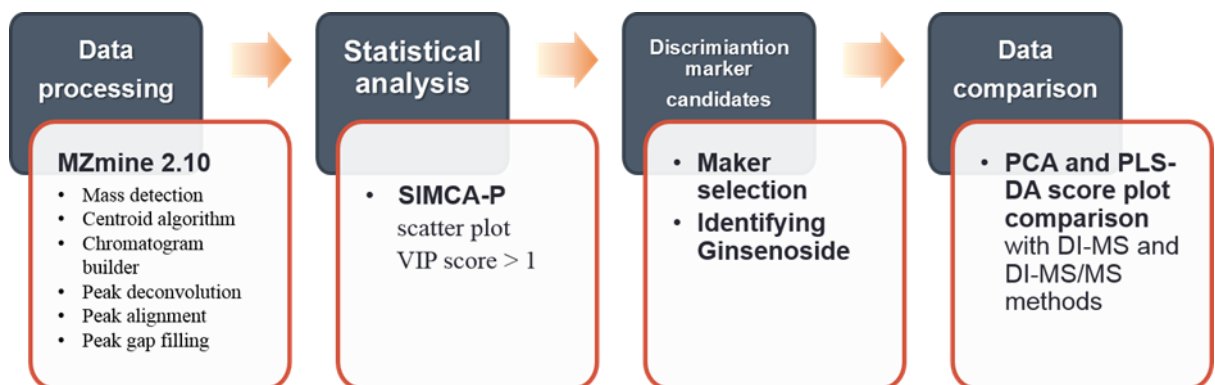 Data
processing
MZmine 2.10
• Mass detection
• Centroid algorithm
• Chromatogram
builder
• Peak deconvolution
• Peak alignment
• Peak gap filling
Statistical
analysis
• SIMCA-P
scatter plot
VIP score > 1
Discrimiantion
marker
candidates
• Maker
selection
• Identifying
Ginsenoside
Data
comparison
• PCA and PLS-
DA score plot
comparison
with DI-MS and
DI-MS/MS
methods